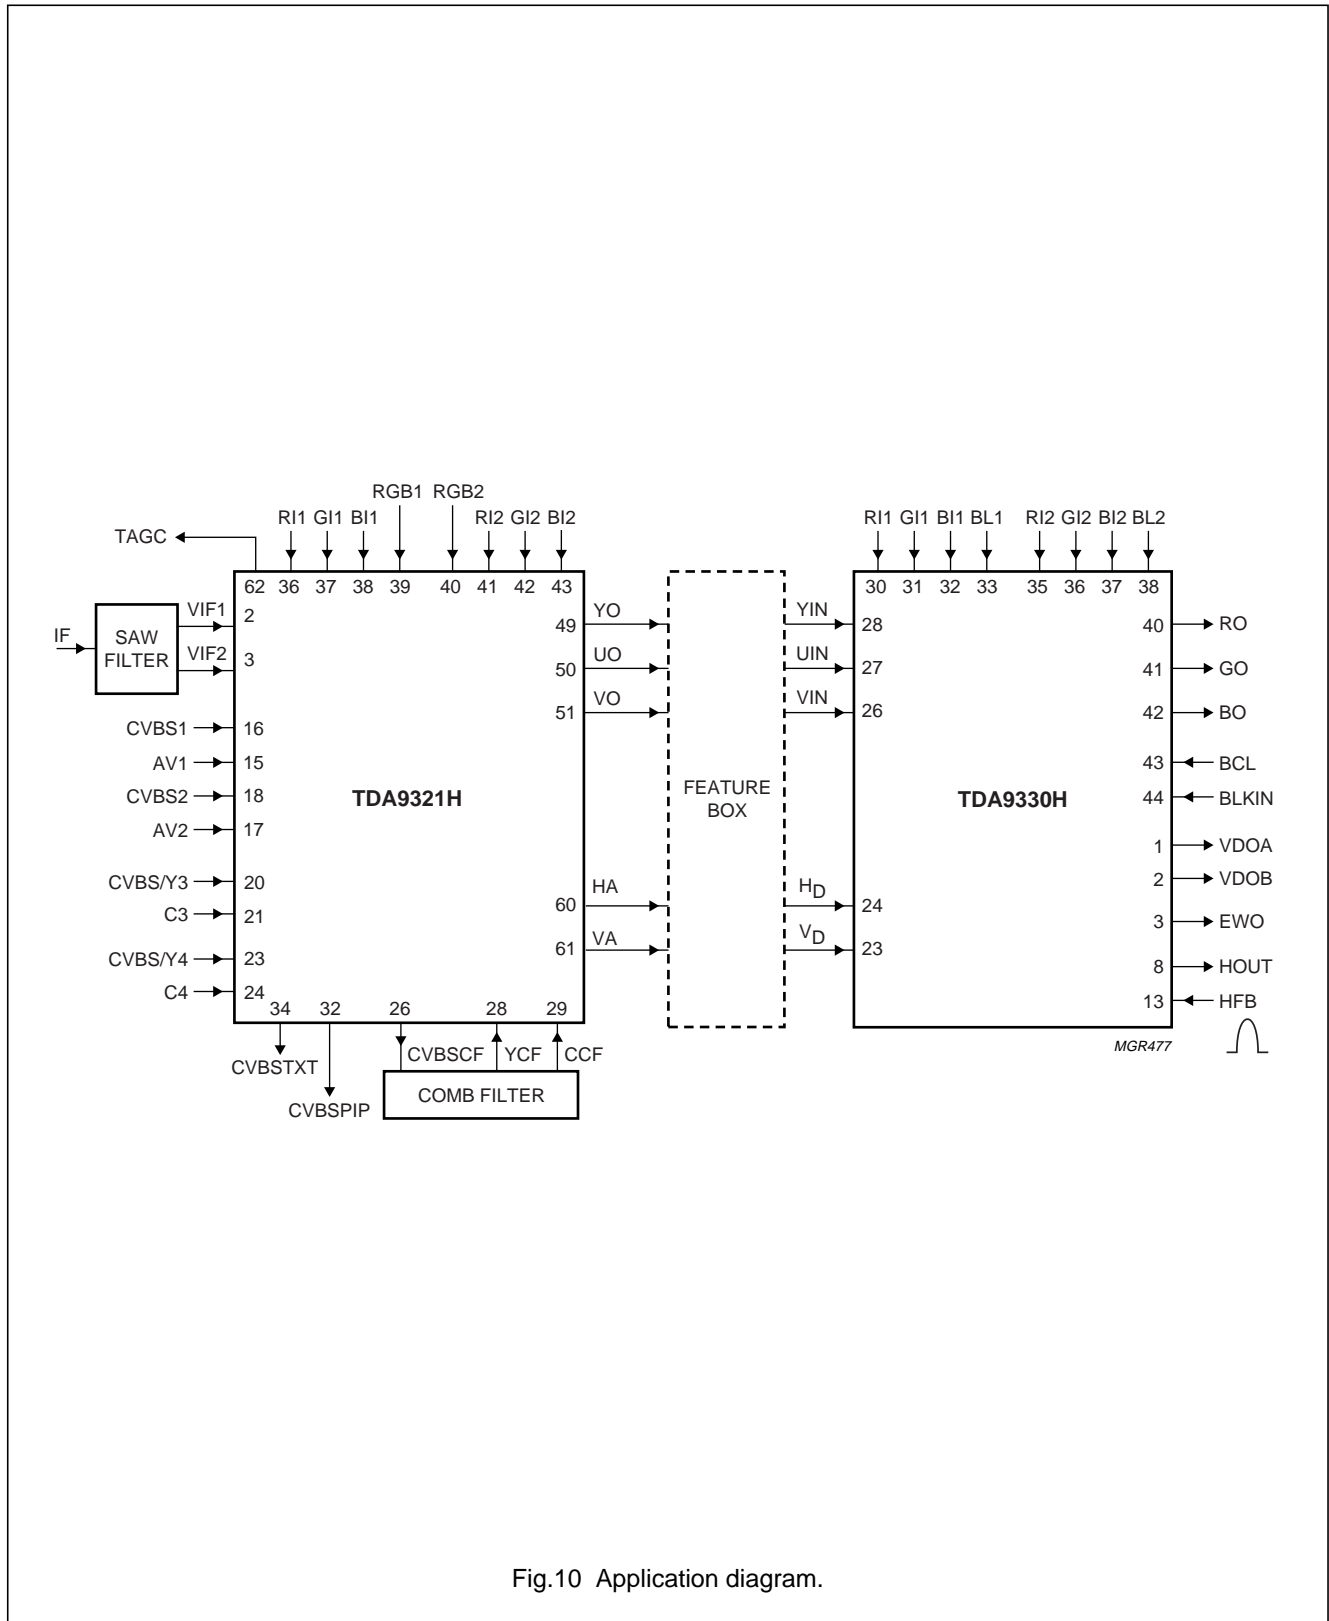 RGB1 RGB2
RI1 GI1 BI1 RI2 GI2 BI2 RI1 GI1 BI1 BL1 RI2 GI2 BI2 BL2
TAGC
62 36 37 38 39 40 41 42 43 30 31 32 33 35 36 37 38
VIF1 2 49 YO YIN 28 40 RO
IF SAW FILTER
VIF2 3 50 UO UIN 27 41 GO
51 VO VIN 26 42 BO
CVBS1 16
AV1 15 43 BCL
CVBS2 18 TDA9321H FEATURE BOX TDA9330H 44 BLKIN
AV2 17
1 VDOA
CVBS/Y3 20 2 VDOB
C3 21 60 HA HD 24 3 EWO
CVBS/Y4 23 61 VA VD 23 8 HOUT
C4 24
34 32 26 28 29 13 HFB
CVBSTXT CVBSCF YCF CCF MGR477
CVBSPIP COMB FILTER
Fig.10 Application diagram.